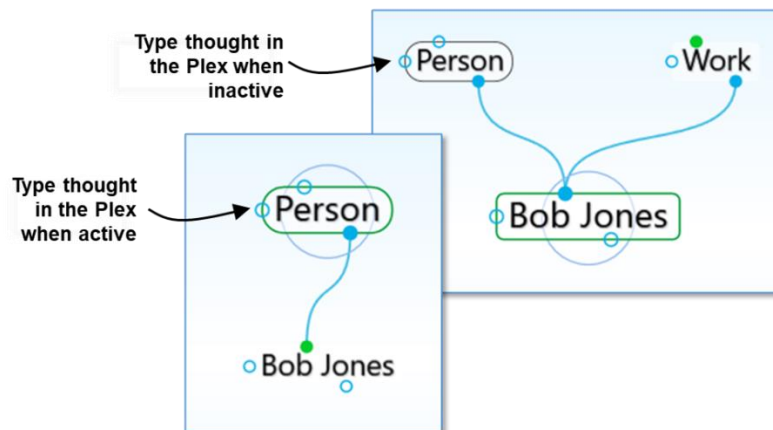 Type thought in
the Plex when
inactive
Person
Work
Bob Jones
Type thought
in the Plex
when active
Person
Bob Jones